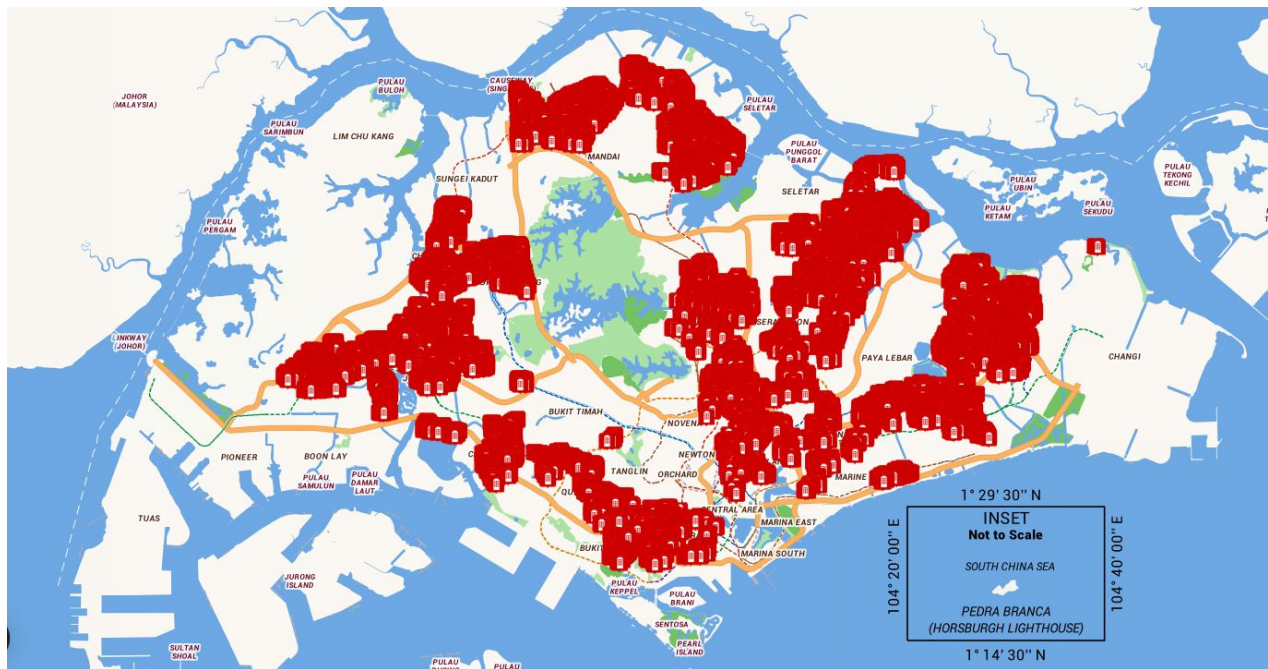 JOHOR
(MALAYSIA)
PULAU
SARIMBUN
PULAU
BULOH
LIM CHU KANG
CAUSEWAY
PULAU
SELETAR
PULAU
PUNGGOL
BARAT
MANDAI
SUNGEI KADUT
SELETAR
PULAU
UBIN
PULAU
KETAM
PULAU
SEKUDU
PULAU
TEKONG
KECHIL
PULAU
PERGAM
LINKWAY
(JOHOR)
PAYA LEBAR
CHANGI
BUKIT TIMAH
PIONEER
BOON LAY
PULAU
SAMULUN
PULAU
DAMAR
LAUT
TANGLIN
NEWTON
ORCHARD
MARINE
TUAS
JURONG
ISLAND
MARINA EAST
MARINA SOUTH
PULAU
KEPPEL
PULAU
BRANI
SENTOSA
PEARL
ISLAND
SULTAN
SHOAL
PULAU
PULAU
1° 29' 30" N
104° 20' 00" E
INSET
Not to Scale
SOUTH CHINA SEA
PEDRA BRANCA
(HORSBURGH LIGHTHOUSE)
104° 40' 00" E
1° 14' 30" N